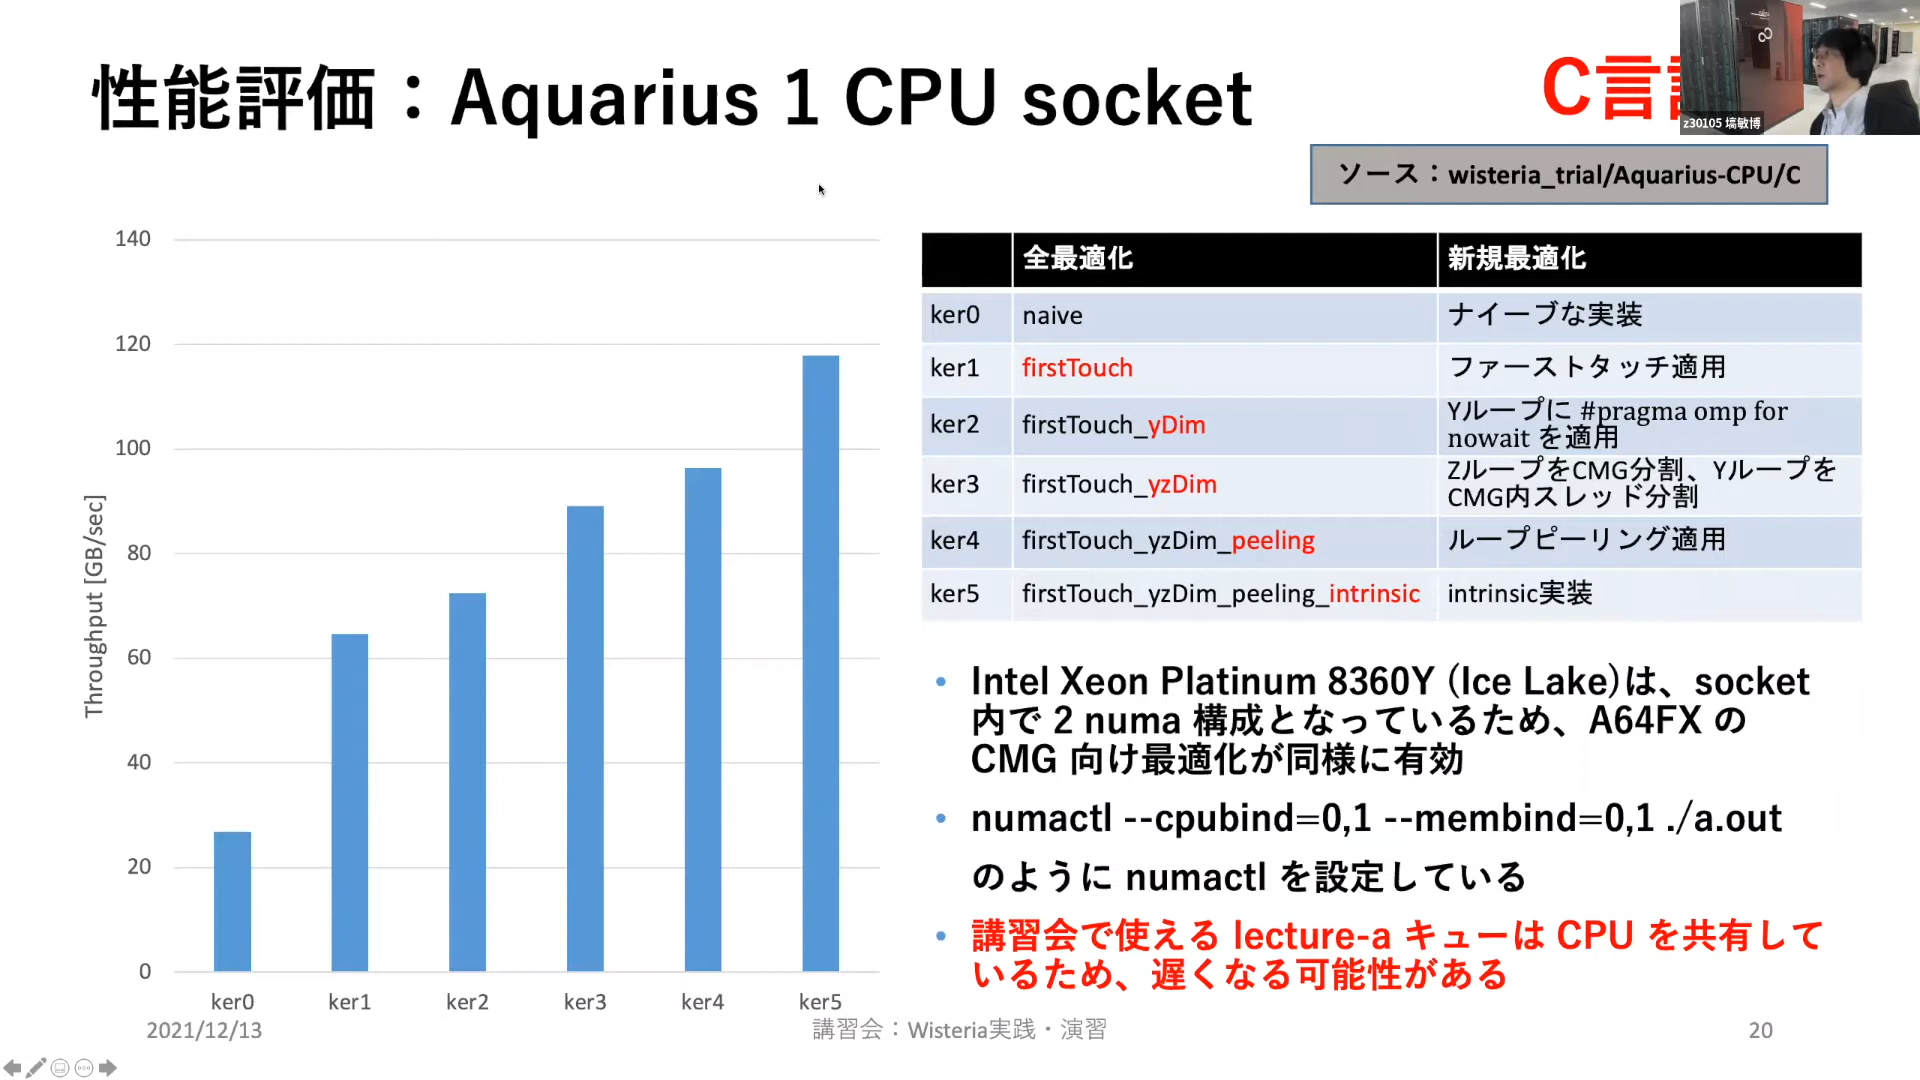 性能評価：Aquarius 1 CPU socket
C言
z30105 塙敏博
ソース：wisteria_trial/Aquarius-CPU/C
140
120
100
80
60
40
20
0
Throughput [GB/sec]
ker0 ker1 ker2 ker3 ker4 ker5
全最適化 新規最適化
ker0 naive ナイーブな実装
ker1 firstTouch ファーストタッチ適用
ker2 firstTouch_yDim Yループに #pragma omp for
nowait を適用
ker3 firstTouch_yzDim ZループをCMG分割、Yループを
CMG内スレッド分割
ker4 firstTouch_yzDim_peeling ループピーリング適用
ker5 firstTouch_yzDim_peeling_intrinsic intrinsic実装
• Intel Xeon Platinum 8360Y (Ice Lake)は、socket
内で 2 numa 構成となっているため、A64FX の
CMG 向け最適化が同様に有効
• numactl --cpubind=0,1 --membind=0,1 ./a.out
のように numactl を設定している
• 講習会で使える lecture-a キューは CPU を共有して
いるため、遅くなる可能性がある
2021/12/13
講習会：Wisteria実践・演習
20